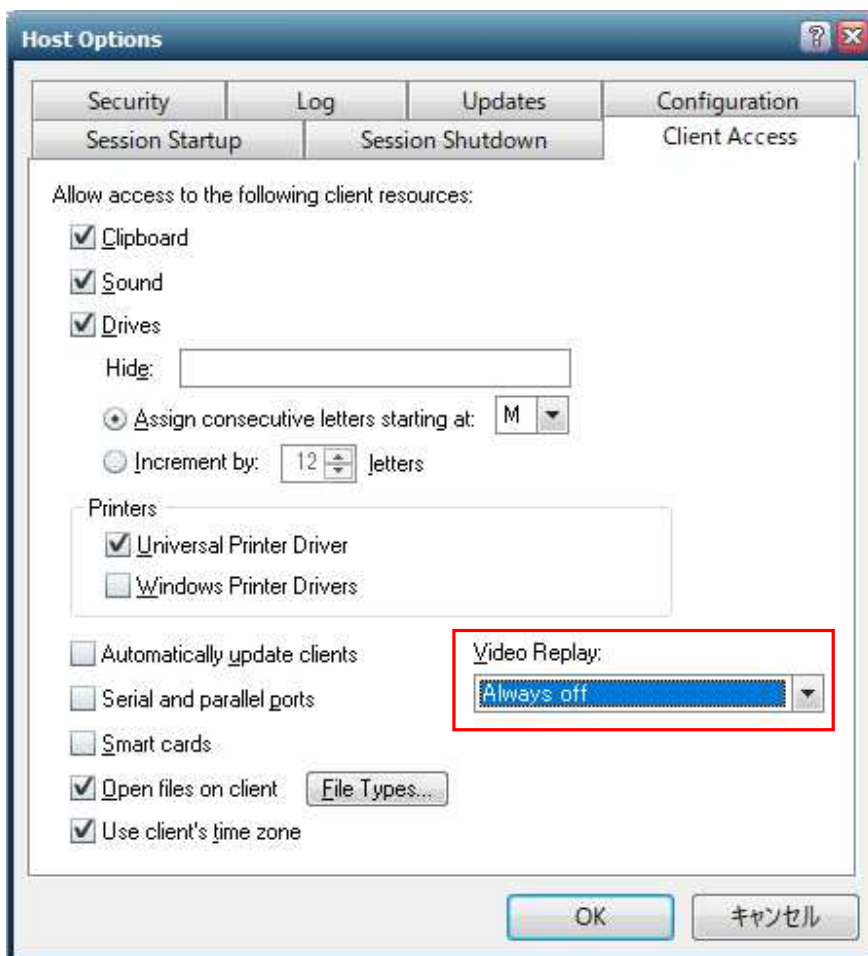 Host Options
Security Log Updates Configuration
Session Startup Session Shutdown Client Access
Allow access to the following client resources:
Clipboard
Sound
Drives
Hide:
Assign consecutive letters starting at: M
Increment by: 12 letters
Printers
Universal Printer Driver
Windows Printer Drivers
Automatically update clients Video Replay:
Serial and parallel ports Always off
Smart cards
Open files on client File Types...
Use client's time zone
OK キャンセル